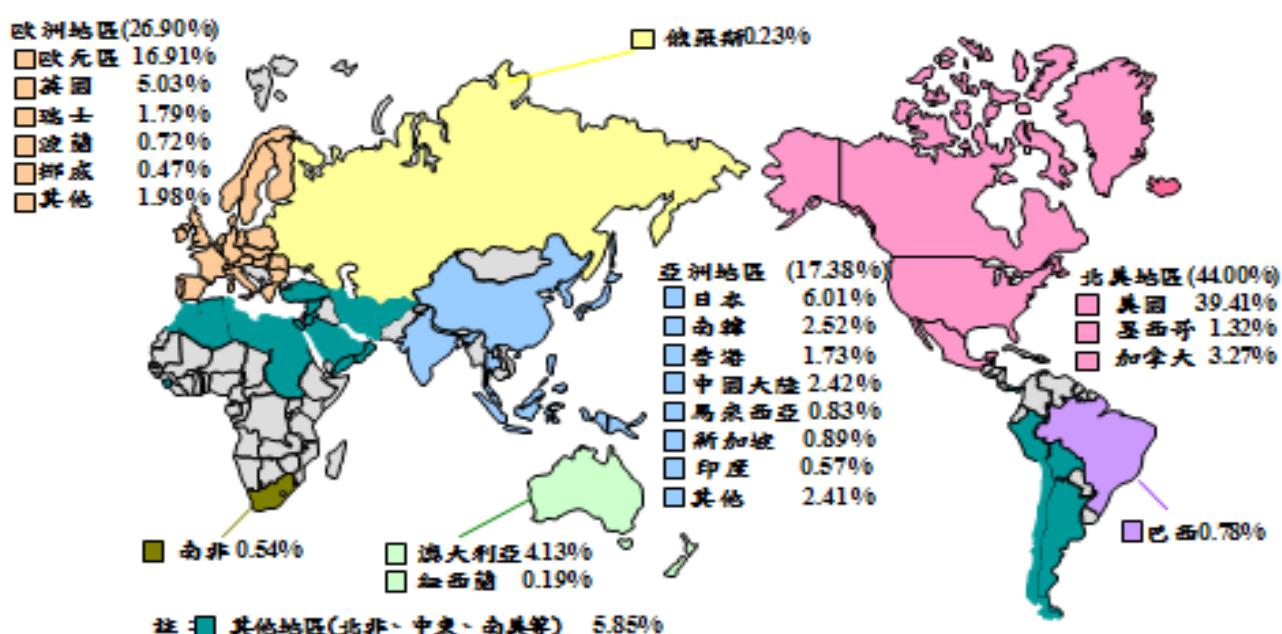 歐洲地區(26.90%)
歐元區 16.91%
英國 5.03%
瑞士 1.79%
波蘭 0.72%
挪威 0.47%
其他 1.98%
俄羅斯0.23%
亞洲地區 (17.38%)
日本 6.01%
南韓 2.52%
香港 1.73%
中國大陸 2.42%
馬來西亞 0.83%
新加坡 0.89%
印度 0.57%
其他 2.41%
北美地區(44.00%)
美國 39.41%
墨西哥 1.32%
加拿大 3.27%
南非 0.54%
澳大利亞 4.13%
紐西蘭 0.19%
巴西0.78%
註：其他地區(北非、中東、南美等) 5.85%